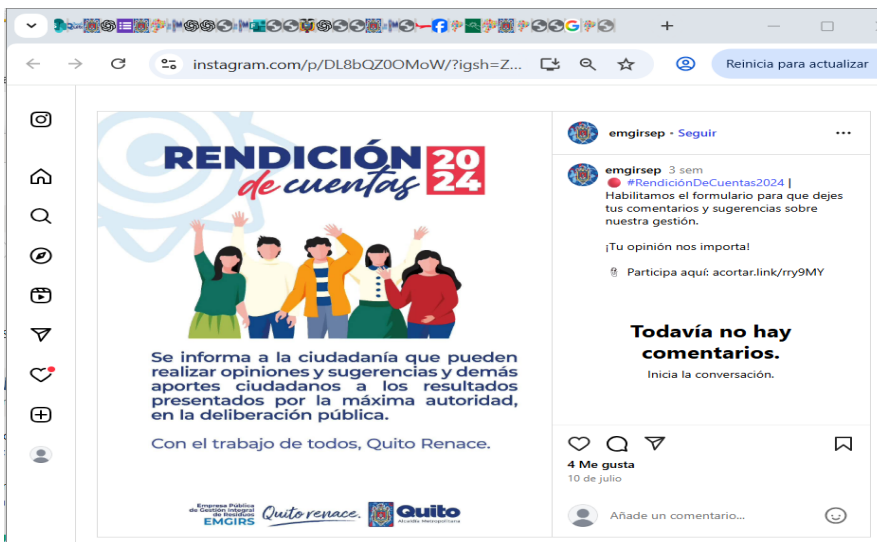 instagram.com/p/DL8bQZ0OMoW/?igsh=Z...
Reinicia para actualizar
RENDICIÓN 2024
de cuentas
Se informa a la ciudadanía que pueden
realizar opiniones y sugerencias y demás
aportes ciudadanos a los resultados
presentados por la máxima autoridad,
en la deliberación pública.
Con el trabajo de todos, Quito Renace.
Empresa Pública
de Gestión Integral
de Residuos
EMGIRS
Quito renace.
Quito
Alcaldía Metropolitana
emgirsep • Seguir
emgirsep 3 sem
#RendiciónDeCuentas2024 |
Habilitamos el formulario para que dejes
tus comentarios y sugerencias sobre
nuestra gestión.
¡Tu opinión nos importa!
Participa aquí: acortar.link/rry9MY
Todavía no hay
comentarios.
Inicia la conversación.
4 Me gusta
10 de julio
Añade un comentario...